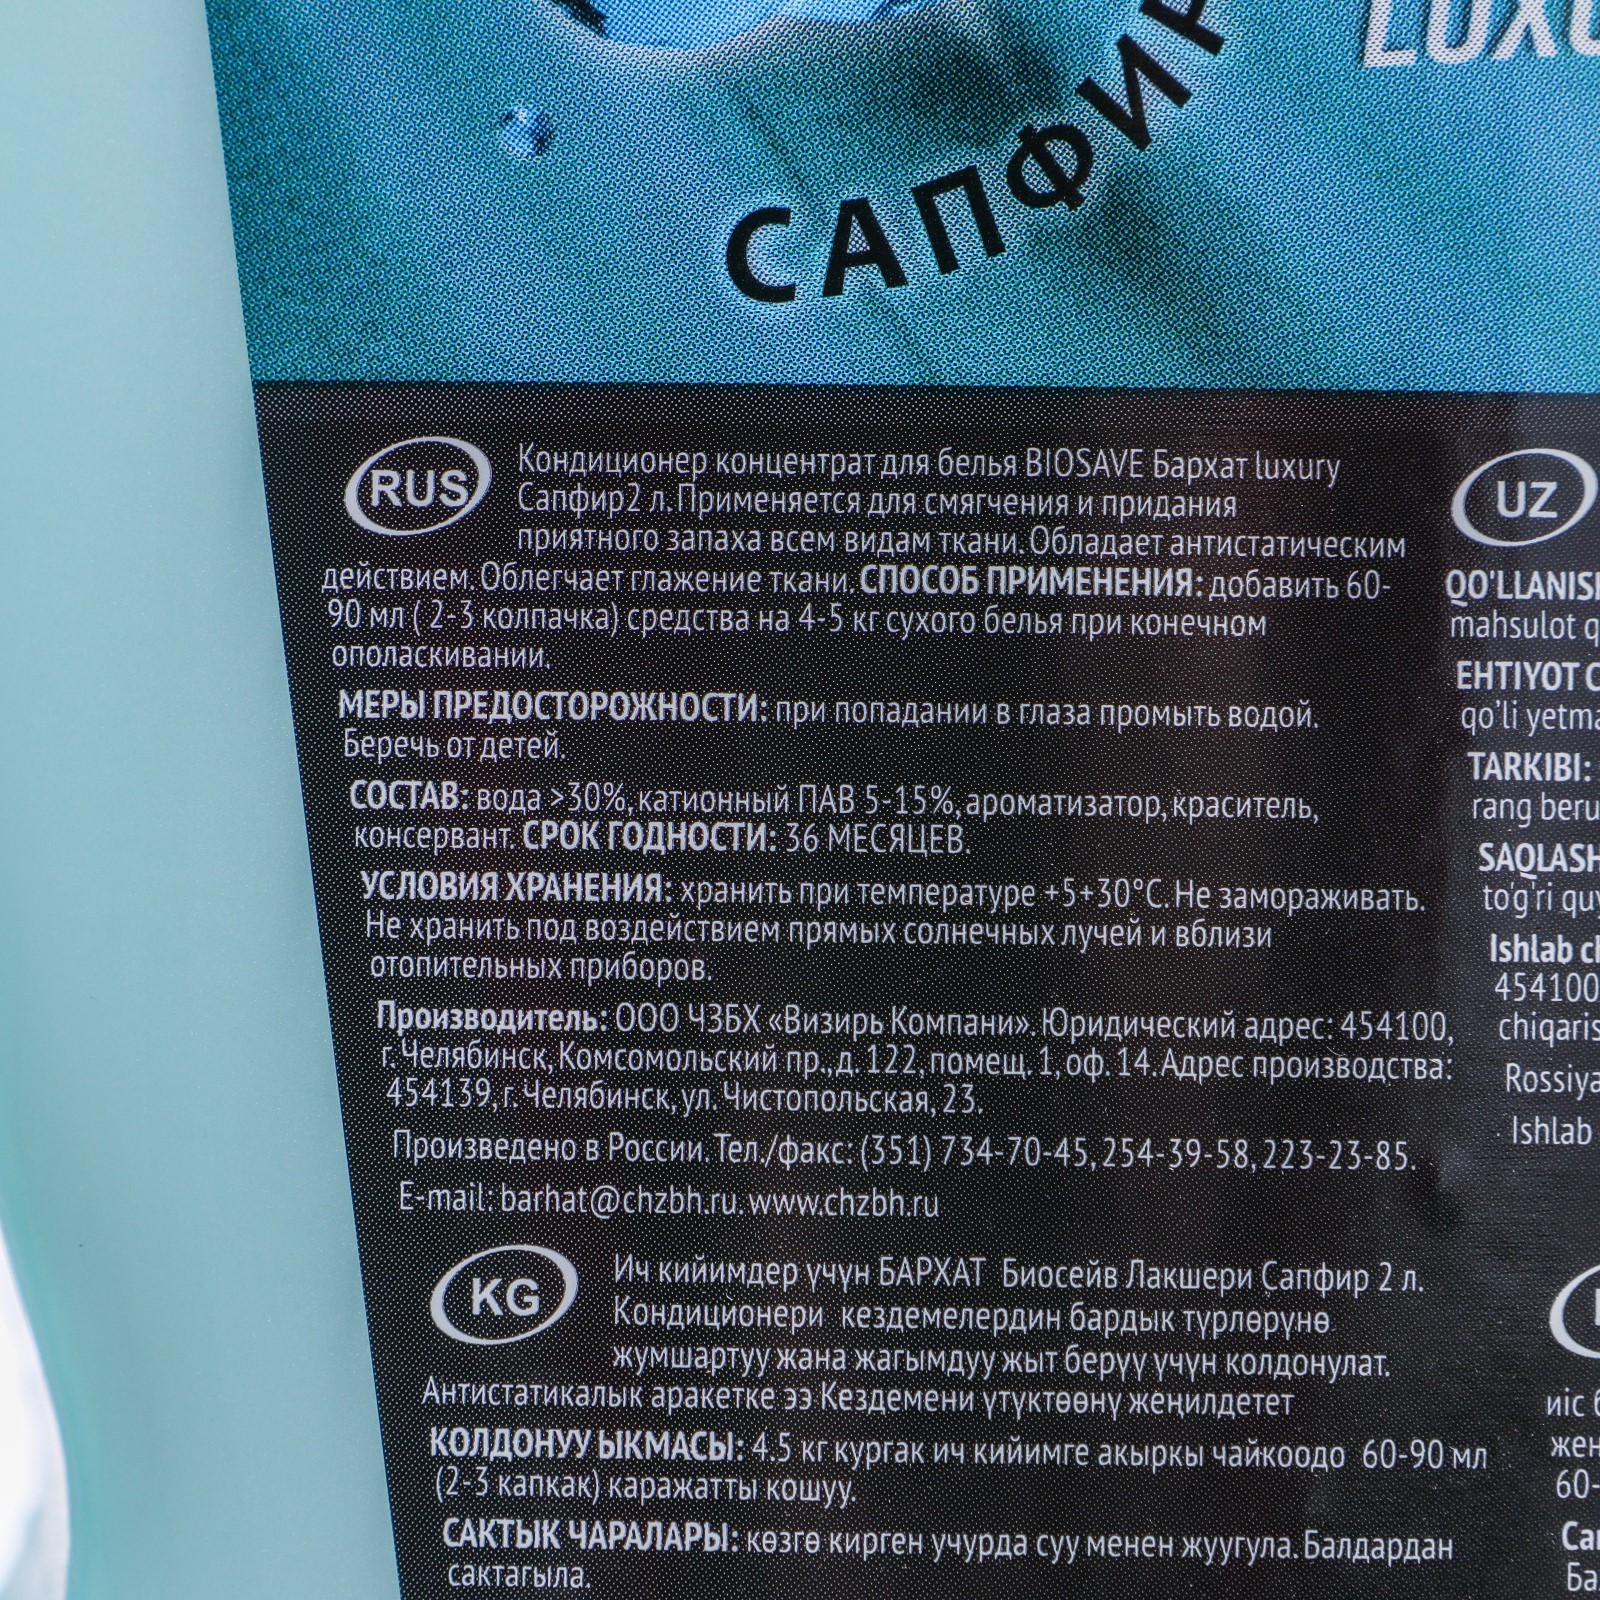 LUXU
САПФИР
RUS
Кондиционер концентрат для белья BIOSAVE Бархат luxury
Сапфир2 л. Применяется для смягчения и придания
приятного запаха всем видам ткани. Обладает антистатическим
действием. Облегчает глажение ткани. СПОСОБ ПРИМЕНЕНИЯ: добавить 60-
90 мл ( 2-3 колпачка) средства на 4-5 кг сухого белья при конечном
ополаскивании.
МЕРЫ ПРЕДОСТОРОЖНОСТИ: при попадании в глаза промыть водой.
Беречь от детей.
СОСТАВ: вода >30%, катионный ПАВ 5-15%, ароматизатор, краситель,
консервант. СРОК ГОДНОСТИ: 36 МЕСЯЦЕВ.
УСЛОВИЯ ХРАНЕНИЯ: хранить при температуре +5+30°С. Не замораживать.
Не хранить под воздействием прямых солнечных лучей и вблизи
отопительных приборов.
Производитель: ООО ЧЗБХ «Визирь Компани». Юридический адрес: 454100,
г. Челябинск, Комсомольский пр., д. 122, помещ. 1, оф. 14. Адрес производства:
454139, г. Челябинск, ул. Чистопольская, 23.
Произведено в России. Тел./факс: (351) 734-70-45, 254-39-58, 223-23-85.
E-mail: barhat@chzbh.ru. www.chzbh.ru
KG
Ич кийимдер үчүн БАРХАТ Биосейв Лакшери Сапфир 2 л.
Кондиционери кездемелердин бардык түрлөрүнө
жумшартуу жана жагымдуу жыт берүү үчүн колдонулат.
Антистатикалык аракетке ээ Кездемени үтүктөөнү жеңилдетет
КОЛДОНУУ ЫКМАСЫ: 4.5 кг кургак ич кийимге акыркы чайкоодо 60-90 мл
(2-3 капкак) каражатты кошуу.
САКТЫК ЧАРАЛАРЫ: көзгө кирген учурда суу менен жуугула. Балдардан
сактагыла.
UZ
QO'LLANISH
mahsulot q
EHTIYOT C
qo'li yetma
TARKIBI:
rang beru
SAQLASH
to'g'ri quy
Ishlab ch
454100
chiqaris
Rossiya
Ishlab
иіс
жен
60-
Са
Ба